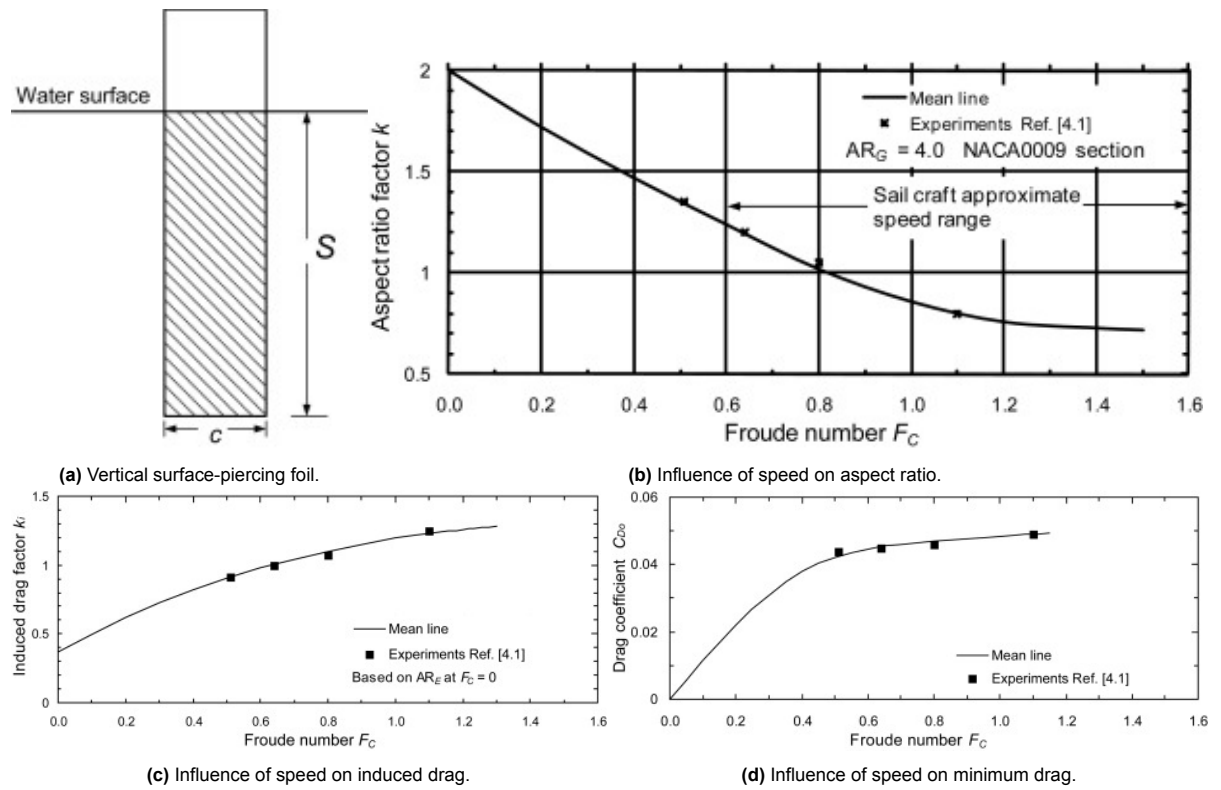 Water surface
S
c
(a) Vertical surface-piercing foil.
Aspect ratio factor k
2
1.5
1
0.5
Mean line
Experiments Ref. [4.1]
AR_G = 4.0 NACA0009 section
Sail craft approximate
speed range
0.0 0.2 0.4 0.6 0.8 1.0 1.2 1.4 1.6
Froude number F_C
(b) Influence of speed on aspect ratio.
Induced drag factor k_i
1.5
1
0.5
0
Mean line
Experiments Ref. [4.1]
Based on AR_E at F_C = 0
0.0 0.2 0.4 0.6 0.8 1.0 1.2 1.4 1.6
Froude number F_C
(c) Influence of speed on induced drag.
Drag coefficient C_Do
0.06
0.04
0.02
0
Mean line
Experiments Ref. [4.1]
0.0 0.2 0.4 0.6 0.8 1.0 1.2 1.4 1.6
Froude number F_C
(d) Influence of speed on minimum drag.